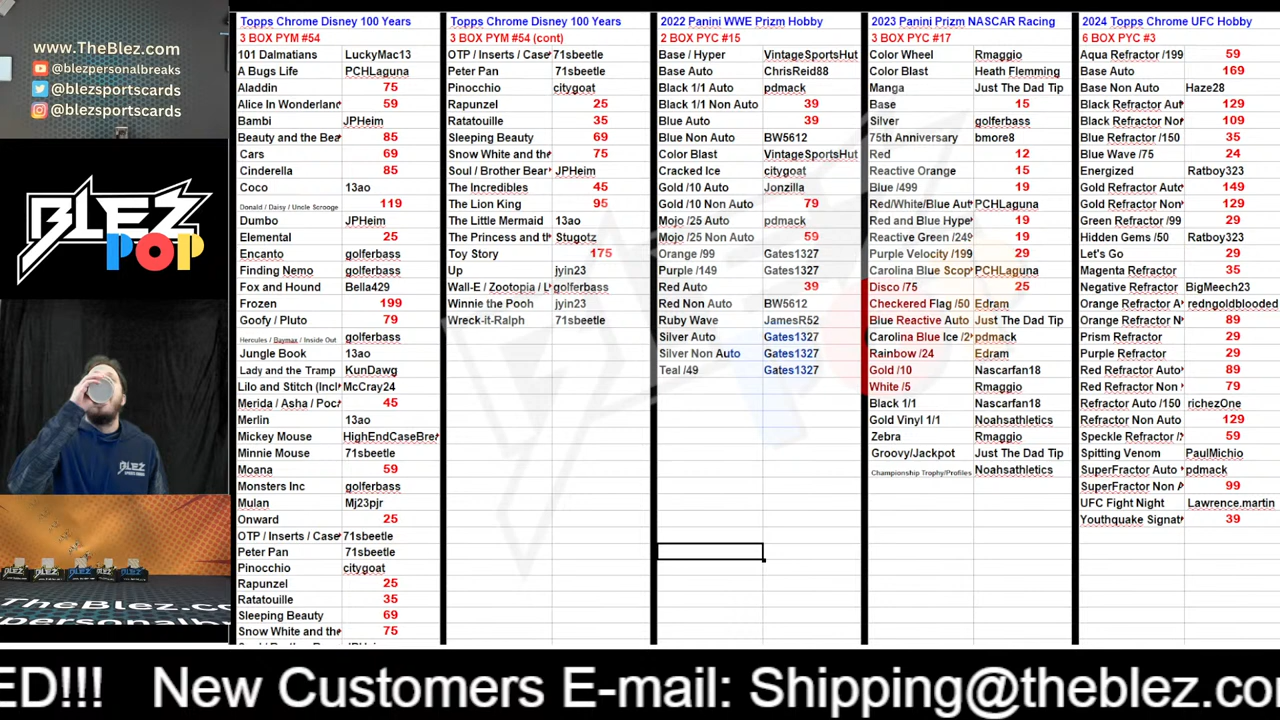 www.TheBlez.com
@blezpersonalbreaks
@blezsportscards
BLEZ
POP
BLEZ
BLEZ BLEZ BLEZ BLEZ BLEZ
TheBlez.co
Topps Chrome Disney 100 Years
3 BOX PYM #54
101 Dalmatians LuckyMac13
A Bugs Life PCHLaguna
Aladdin 75
Alice In Wonderland 59
Bambi JPHeim
Beauty and the Bea 85
Cars 69
Cinderella 85
Coco 13ao
Donald / Daisy / Uncle Scrooge 119
Dumbo JPHeim
Elemental 25
Encanto golferbass
Finding Nemo golferbass
Fox and Hound Bella429
Frozen 199
Goofy / Pluto 79
Hercules / Baymax / Inside Out golferbass
Jungle Book 13ao
Lady and the Tramp KunDawg
Lilo and Stitch (Incl McCray24
Merida / Asha / Poc 45
Merlin 13ao
Mickey Mouse HighEndCaseBre
Minnie Mouse 71sbeetle
Moana 59
Monsters Inc golferbass
Mulan Mj23pjr
Onward 25
OTP / Inserts / Case 71sbeetle
Peter Pan 71sbeetle
Pinocchio citygoat
Rapunzel 25
Ratatouille 35
Sleeping Beauty 69
Snow White and the 75
Topps Chrome Disney 100 Years
3 BOX PYM #54 (cont)
OTP / Inserts / Case 71sbeetle
Peter Pan 71sbeetle
Pinocchio citygoat
Rapunzel 25
Ratatouille 35
Sleeping Beauty 69
Snow White and th 75
Soul / Brother Bear JPHeim
The Incredibles 45
The Lion King 95
The Little Mermaid 13ao
The Princess and th Stugotz
Toy Story 175
Up jyin23
Wall-E / Zootopia / L golferbass
Winnie the Pooh jyin23
Wreck-it-Ralph 71sbeetle
2022 Panini WWE Prizm Hobby
2 BOX PYC #15
Base / Hyper VintageSportsHut
Base Auto ChrisReid88
Black 1/1 Auto pdmack
Black 1/1 Non Auto 39
Blue Auto 39
Blue Non Auto BW5612
Color Blast VintageSportsHut
Cracked Ice citygoat
Gold /10 Auto Jonzilla
Gold /10 Non Auto 79
Mojo /25 Auto pdmack
Mojo /25 Non Auto 59
Orange /99 Gates1327
Purple /149 Gates1327
Red Auto 39
Red Non Auto BW5612
Ruby Wave JamesR52
Silver Auto Gates1327
Silver Non Auto Gates1327
Teal /49 Gates1327
2023 Panini Prizm NASCAR Racing
3 BOX PYC #17
Color Wheel Rmaggio
Color Blast Heath Flemming
Manga Just The Dad Tip
Base 15
Silver golferbass
75th Anniversary bmore8
Red 12
Reactive Orange 15
Blue /499 19
Red/White/Blue Aut PCHLaguna
Red and Blue Hype 19
Reactive Green /249 19
Purple Velocity /199 29
Carolina Blue Scop PCHLaguna
Disco /75 25
Checkered Flag /50 Edram
Blue Reactive Auto Just The Dad Tip
Carolina Blue Ice /2 pdmack
Rainbow /24 Edram
Gold /10 Nascarfan18
White /5 Rmaggio
Black 1/1 Nascarfan18
Gold Vinyl 1/1 Noahsathletics
Zebra Rmaggio
Groovy/Jackpot Just The Dad Tip
Championship Trophy/Profiles Noahsathletics
2024 Topps Chrome UFC Hobby
6 BOX PYC #3
Aqua Refractor /199 59
Base Auto 169
Base Non Auto Haze28
Black Refractor Aut 129
Black Refractor Nor 109
Blue Refractor /150 35
Blue Wave /75 24
Energized Ratboy323
Gold Refractor Auto 149
Gold Refractor Non 129
Green Refractor /99 29
Hidden Gems /50 Ratboy323
Let's Go 29
Magenta Refractor 35
Negative Refractor BigMeech23
Orange Refractor A redngoldblooded
Orange Refractor N 89
Prism Refractor 29
Purple Refractor 29
Red Refractor Auto 89
Red Refractor Non 79
Refractor Auto /150 richezOne
Refractor Non Auto 129
Speckle Refractor /2 59
Spitting Venom PaulMichio
SuperFractor Auto pdmack
SuperFractor Non A 99
UFC Fight Night Lawrence.martin
Youthquake Signat 39
ED!!! New Customers E-mail: Shipping@theblez.co